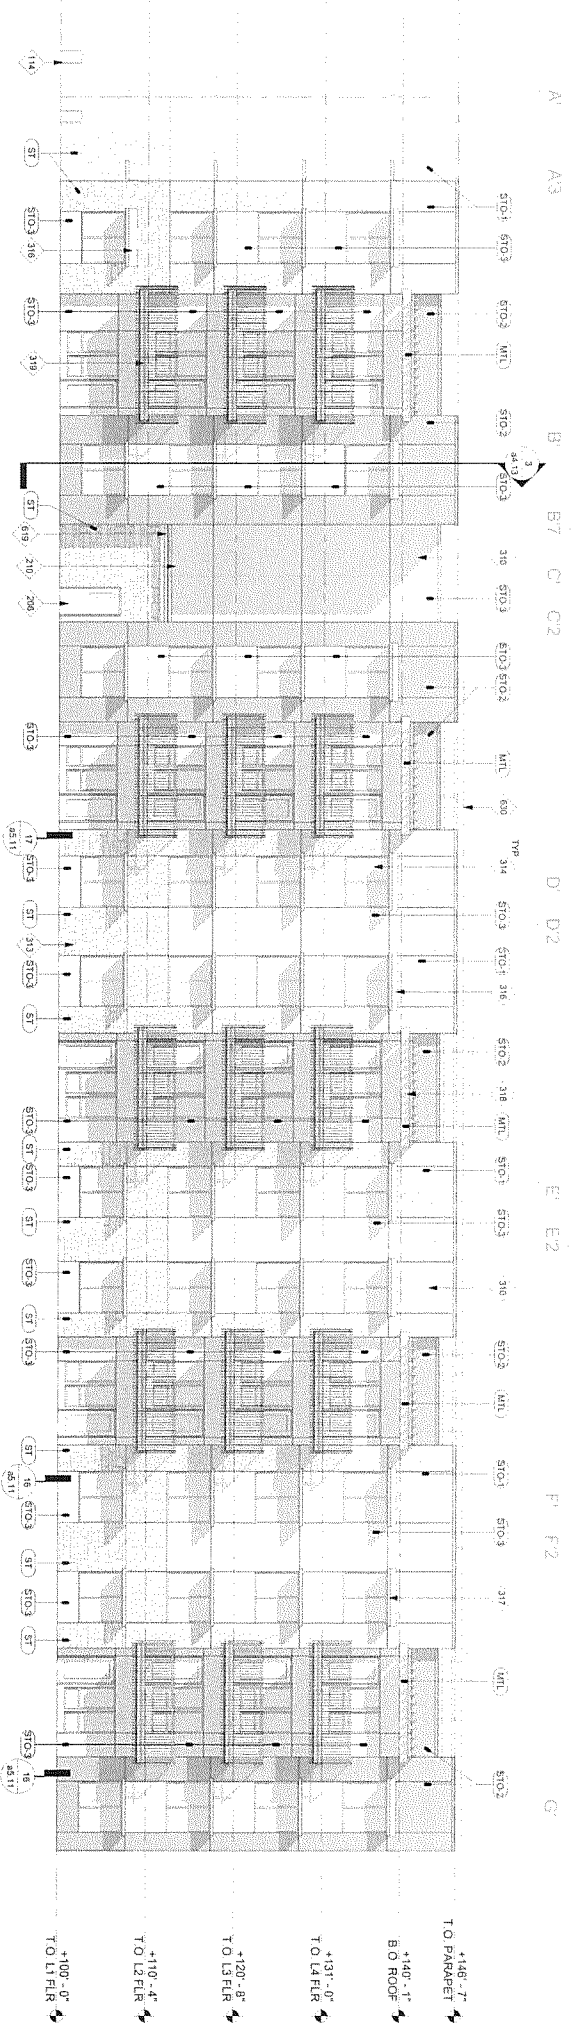 A'
A3
B
B7
C'
C2
D'
D2
E
E2
F'
F2
G'
STO-1
STO-3
STO-2
MTL
STO-2
3
a4.13
STO-3
310
STO-3
STO-3
STO-2
MTL
630
TYP
314
STO-3
STO-1
316
STO-2
318
MTL
STO-1
STO-3
310
STO-2
MTL
STO-1
STO-3
317
MTL
STO-2
114
ST
STO-3
316
STO-3
319
ST
619
210
206
STO-3
17
a5.11
STO-3
ST
313
STO-3
ST
STO-3
ST
STO-3
ST
STO-3
ST
STO-3
ST
16
a5.11
STO-3
ST
STO-3
ST
STO-3
16
a5.11
+146' - 7"
T.O. PARAPET
+140' - 1"
B.O. ROOF
+131' - 0"
T.O. L4 FLR
+120' - 8"
T.O. L3 FLR
+110' - 4"
T.O. L2 FLR
+100' - 0"
T.O. L1 FLR